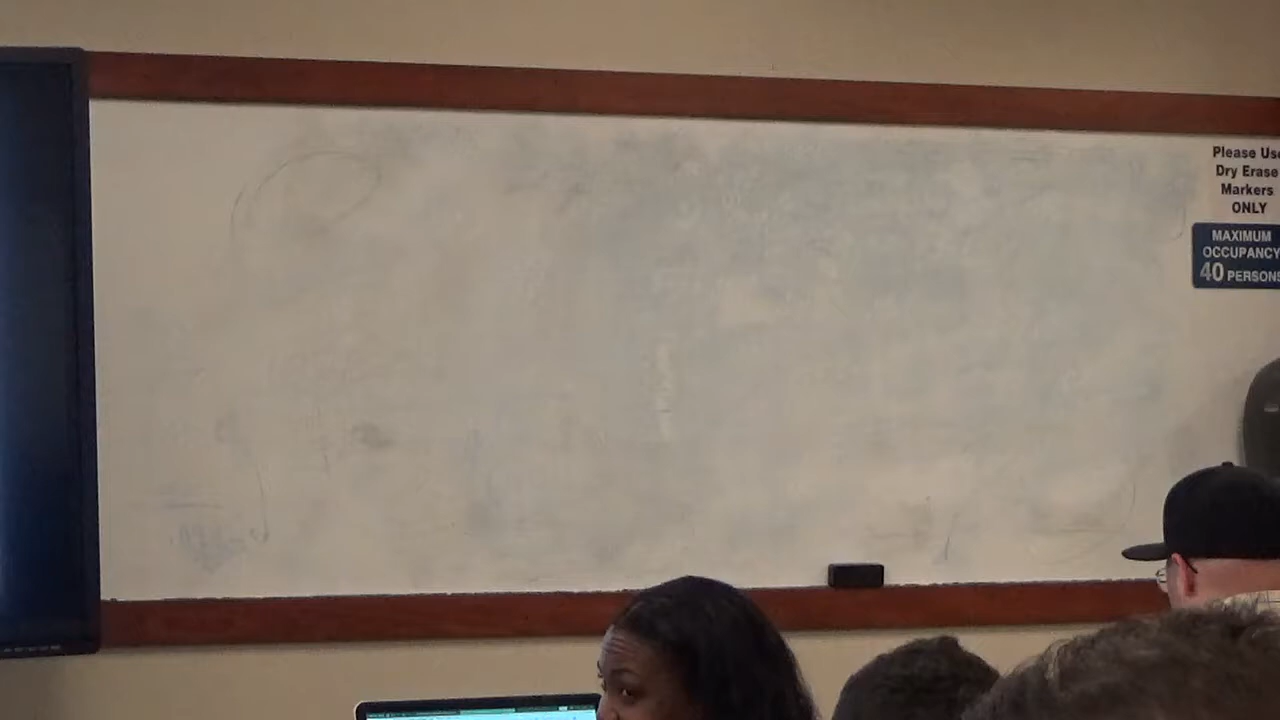 Please Use
Dry Erase
Markers
ONLY
MAXIMUM
OCCUPANCY
40 PERSONS